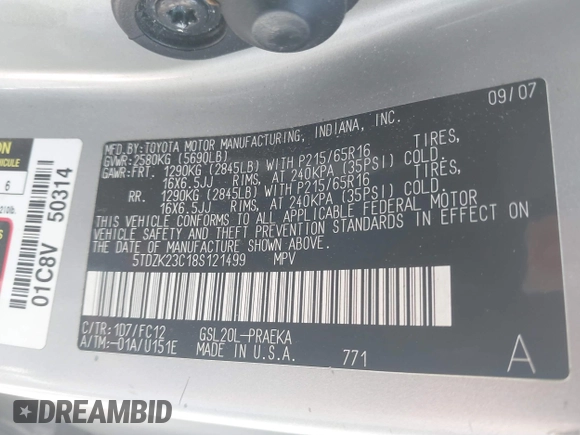 09/07
MFD.BY:TOYOTA MOTOR MANUFACTURING, INDIANA, INC.
GVWR:2580KG (5690LB)
GAWR:FRT. 1290KG (2845LB) WITH P215/65R16 TIRES,
16X6.5JJ RIMS, AT 240KPA (35PSI) COLD.
RR. 1290KG (2845LB) WITH P215/65R16 TIRES,
16X6.5JJ RIMS, AT 240KPA (35PSI) COLD.
THIS VEHICLE CONFORMS TO ALL APPLICABLE FEDERAL MOTOR
VEHICLE SAFETY AND THEFT PREVENTION STANDARDS IN EFFECT ON
THE DATE OF MANUFACTURE SHOWN ABOVE.
5TDZK23C18S121499 MPV
C/TR:1D7/FC12 GSL20L-PRAEKA
A/TM:-01A/U151E MADE IN U.S.A. 771 A
6
01C8V 50314
DREAMBID